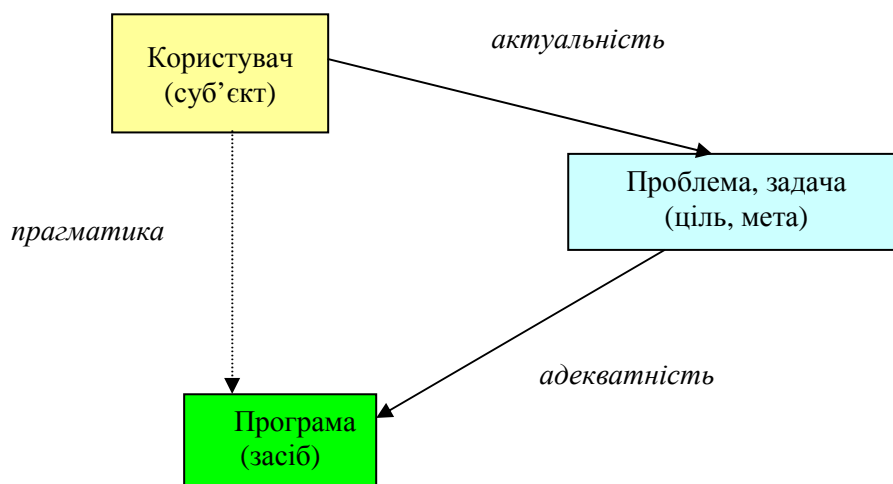 актуальність
Користувач
(суб’єкт)
Проблема, задача
(ціль, мета)
прагматика
адекватність
Програма
(засіб)